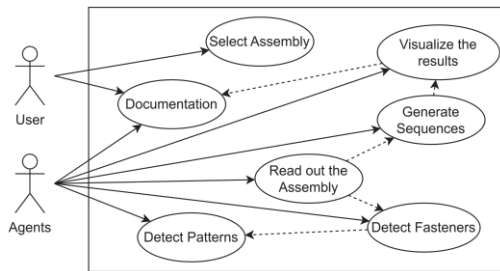 Select Assembly
Visualize the
results
User
Documentation
Generate
Sequences
Read out the
Assembly
Agents
Detect Patterns
Detect Fasteners